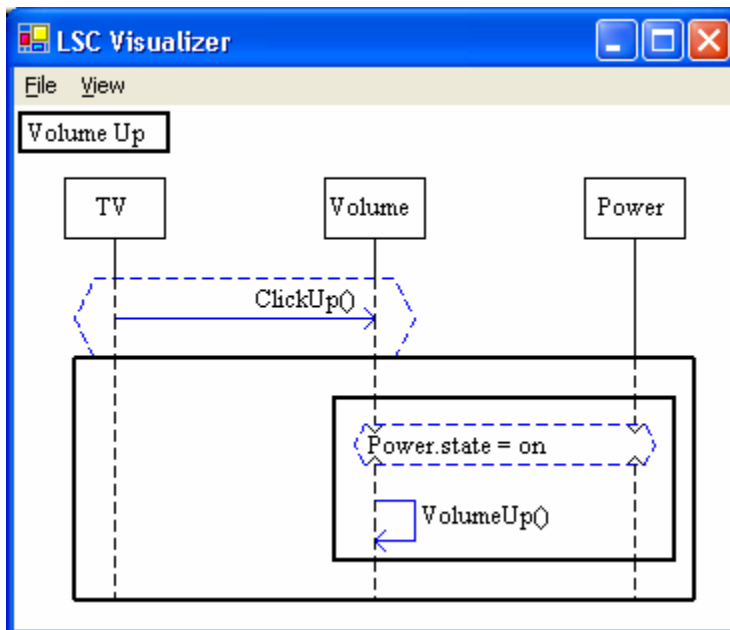 LSC Visualizer
File View
Volume Up
TV Volume Power
ClickUp()
Power.state = on
VolumeUp()